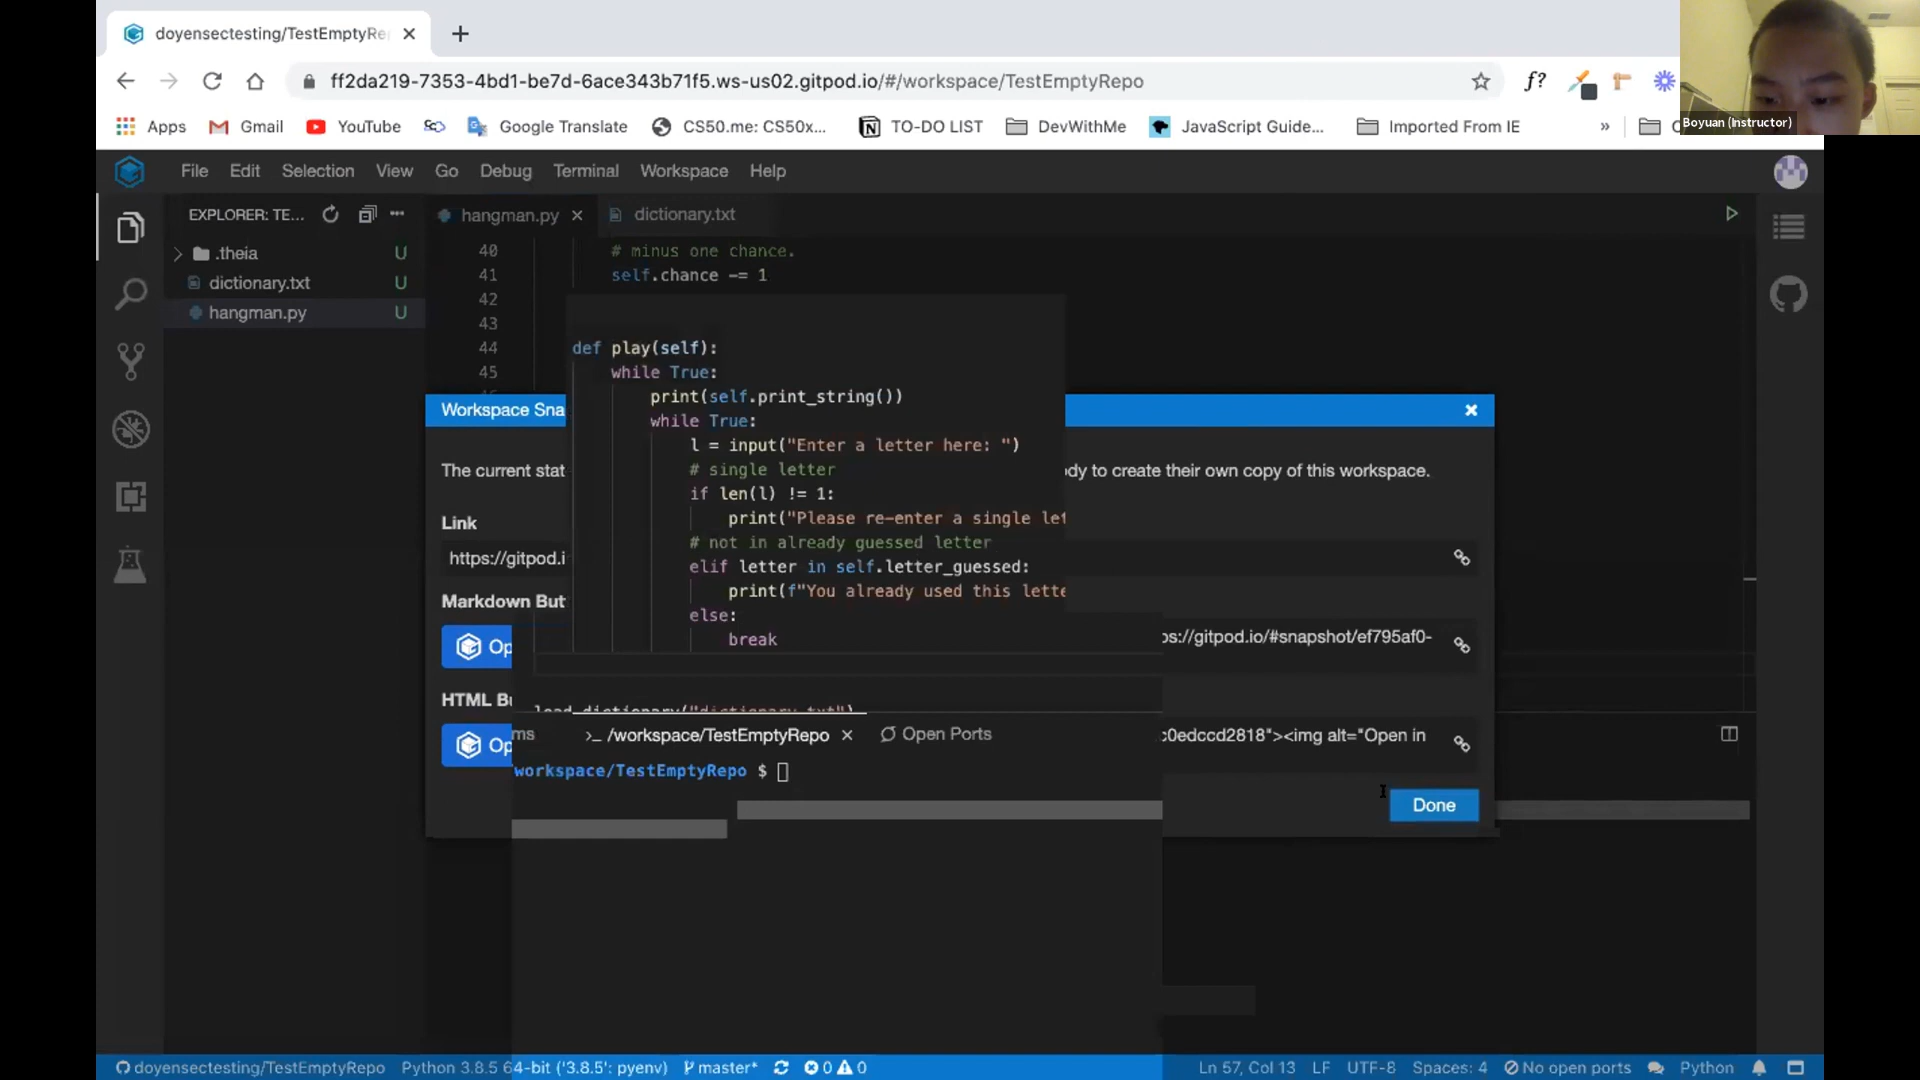 doyensectesting/TestEmptyRe
ff2da219-7353-4bd1-be7d-6ace343b71f5.ws-us02.gitpod.io/#/workspace/TestEmptyRepo
f?
Boyuan (Instructor)
Apps
Gmail
YouTube
Google Translate
CS50.me: CS50x...
TO-DO LIST
DevWithMe
JavaScript Guide...
Imported From IE
»
File Edit Selection View Go Debug Terminal Workspace Help
EXPLORER: TE...
hangman.py
dictionary.txt
.theia U
dictionary.txt U
hangman.py U
40 # minus one chance.
41 self.chance -= 1
42
43
44 def play(self):
45 while True:
print(self.print_string())
while True:
l = input("Enter a letter here: ")
# single letter
if len(l) != 1:
print("Please re-enter a single let
# not in already guessed letter
elif letter in self.letter_guessed:
print(f"You already used this lette
else:
break
load_dictionary("dictionary.txt")
Workspace Sna
The current stat
dy to create their own copy of this workspace.
Link
https://gitpod.i
Markdown But
Op
ps://gitpod.io/#snapshot/ef795af0-
HTML B
Op
c0edccd2818"><img alt="Open in
Done
ms
>_ /workspace/TestEmptyRepo
Open Ports
workspace/TestEmptyRepo $
doyensectesting/TestEmptyRepo Python 3.8.5 64-bit ('3.8.5': pyenv) master* 0 0 Ln 57, Col 13 LF UTF-8 Spaces: 4 No open ports Python